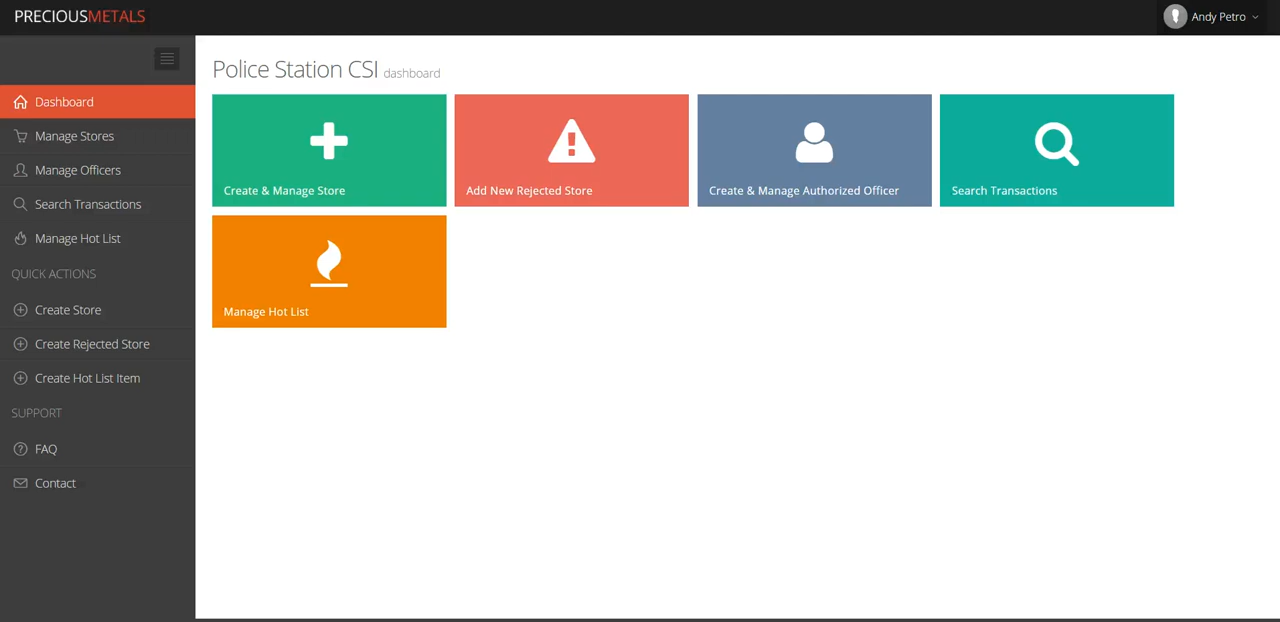 PRECIOUSMETALS
Andy Petro
Dashboard
Manage Stores
Manage Officers
Search Transactions
Manage Hot List
QUICK ACTIONS
Create Store
Create Rejected Store
Create Hot List Item
SUPPORT
FAQ
Contact
Police Station CSI dashboard
Create & Manage Store
Add New Rejected Store
Create & Manage Authorized Officer
Search Transactions
Manage Hot List